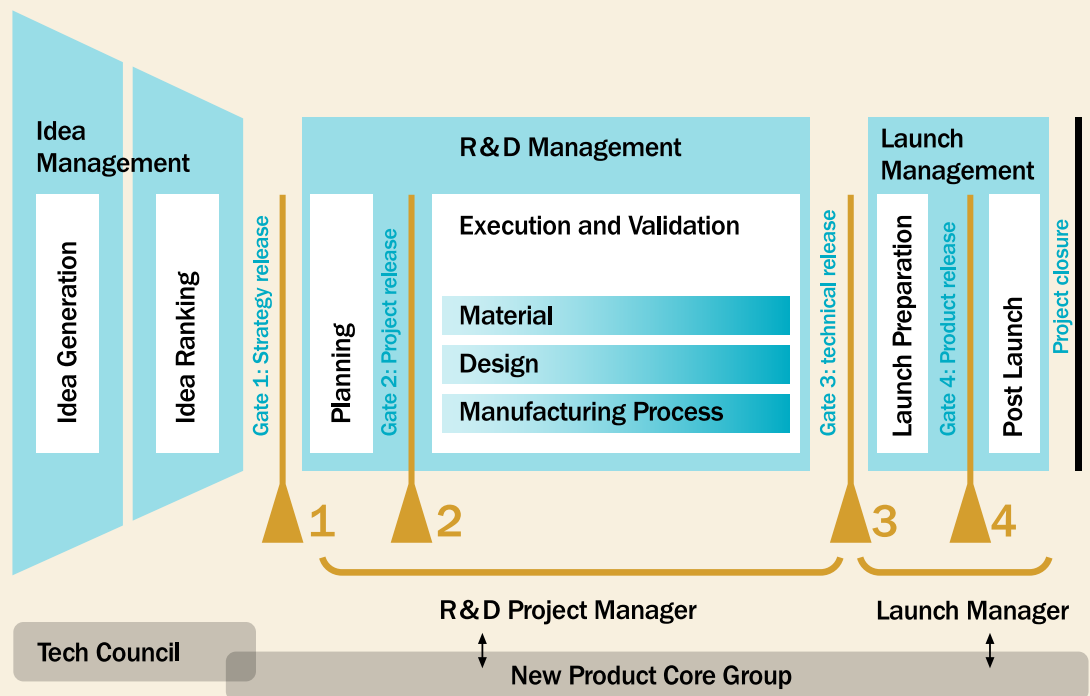 Idea
Management
Idea Generation
Idea Ranking
Gate 1: Strategy release
R&D Management
Planning
Gate 2: Project release
Execution and Validation
Material
Design
Manufacturing Process
Gate 3: technical release
Launch
Management
Launch Preparation
Gate 4: Product release
Post Launch
Project closure
1
2
3
4
R&D Project Manager
Launch Manager
Tech Council
New Product Core Group